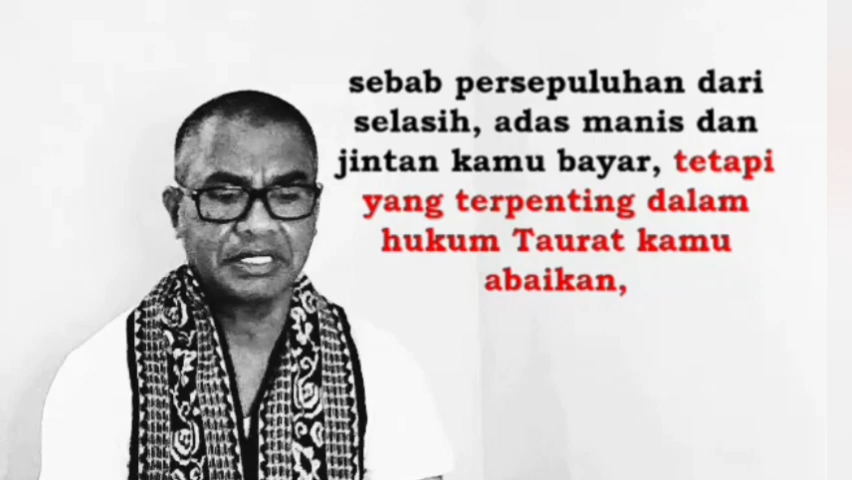 sebab persepuluhan dari
selasih, adas manis dan
jintan kamu bayar, tetapi
yang terpenting dalam
hukum Taurat kamu
abaikan,